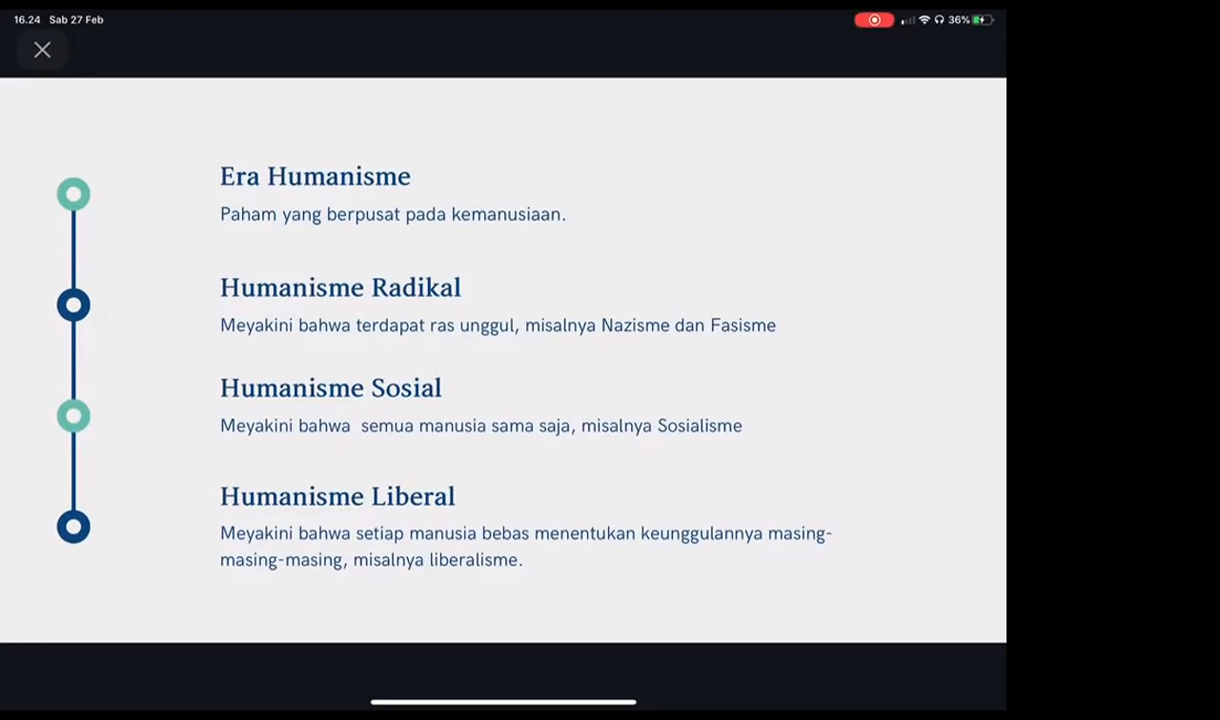 16.24 Sab 27 Feb
36%
Era Humanisme
Paham yang berpusat pada kemanusiaan.
Humanisme Radikal
Meyakini bahwa terdapat ras unggul, misalnya Nazisme dan Fasisme
Humanisme Sosial
Meyakini bahwa  semua manusia sama saja, misalnya Sosialisme
Humanisme Liberal
Meyakini bahwa setiap manusia bebas menentukan keunggulannya masing-
masing-masing, misalnya liberalisme.